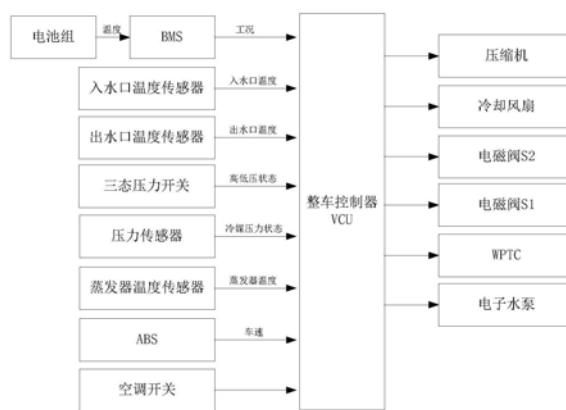 电池组
温度
BMS
工况
入水口温度传感器
入水口温度
出水口温度传感器
出水口温度
三态压力开关
高低压状态
压力传感器
冷媒压力状态
蒸发器温度传感器
蒸发器温度
ABS
车速
空调开关
整车控制器
VCU
压缩机
冷却风扇
电磁阀S2
电磁阀S1
WPTC
电子水泵